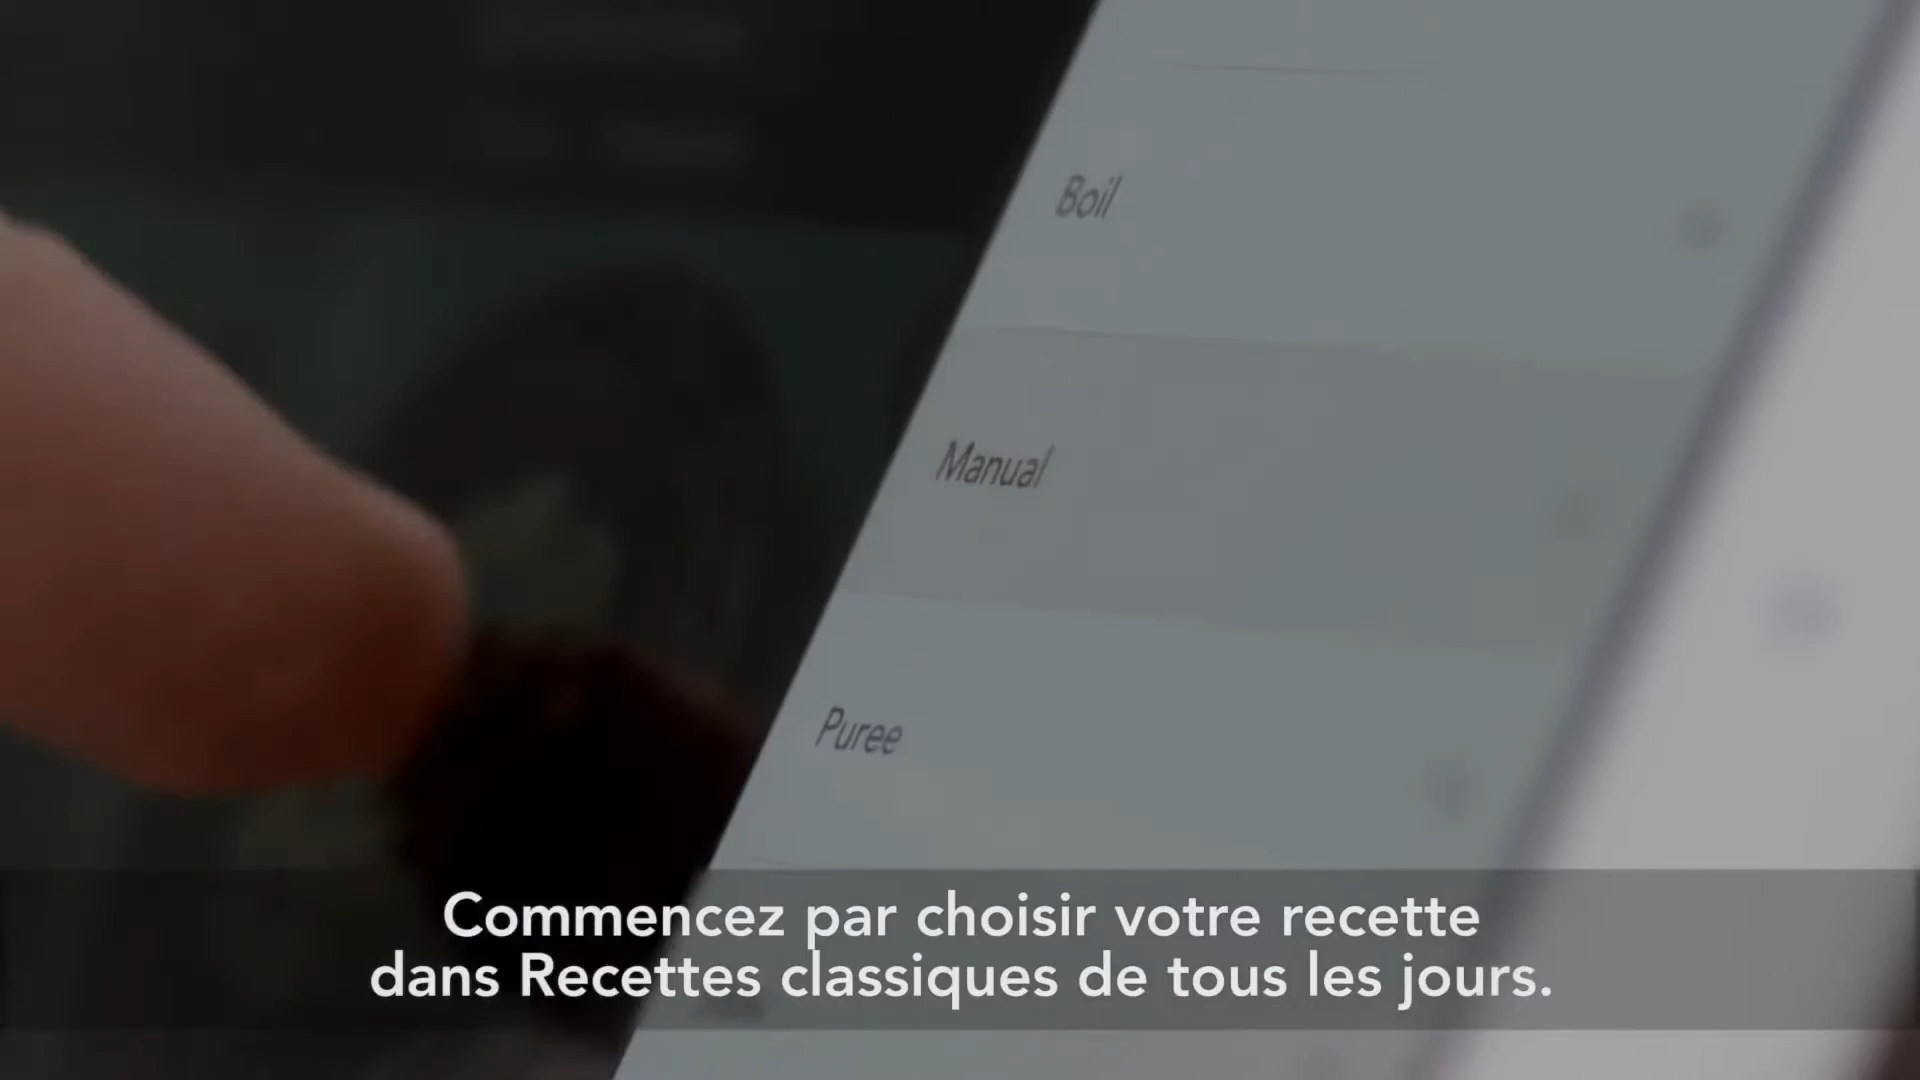 Boil
Manual
Puree
Commencez par choisir votre recette
dans Recettes classiques de tous les jours.